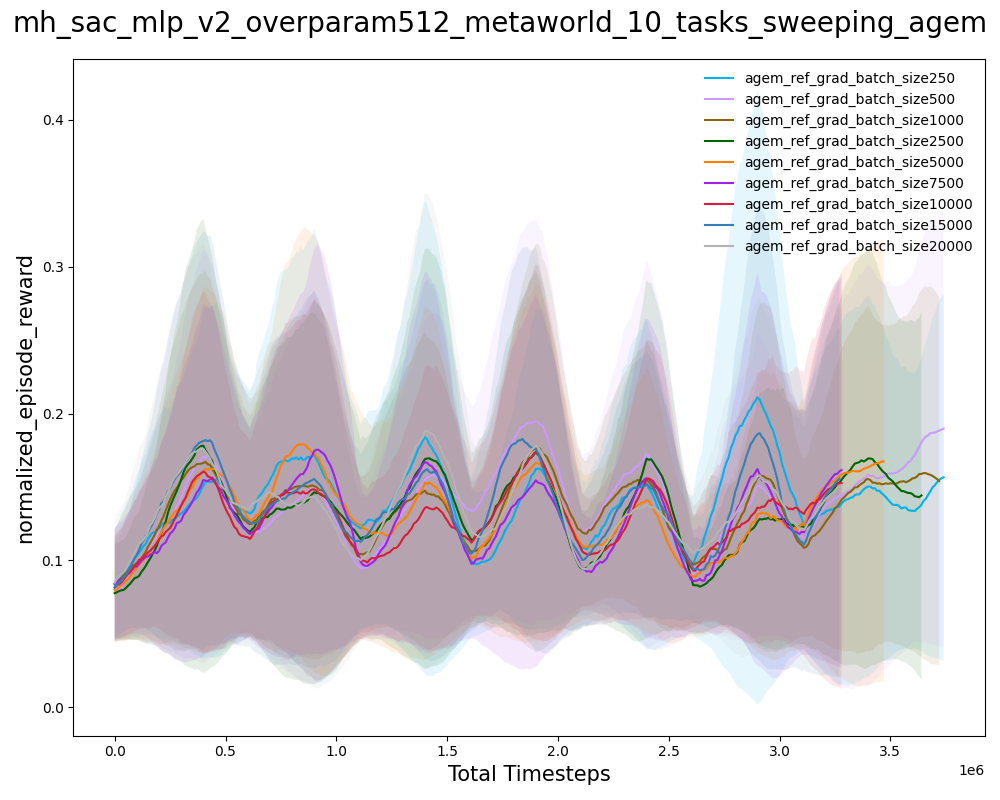 mh_sac_mlp_v2_overparam512_metaworld_10_tasks_sweeping_agem
agem_ref_grad_batch_size250
agem_ref_grad_batch_size500
agem_ref_grad_batch_size1000
agem_ref_grad_batch_size2500
agem_ref_grad_batch_size5000
agem_ref_grad_batch_size7500
agem_ref_grad_batch_size10000
agem_ref_grad_batch_size15000
agem_ref_grad_batch_size20000
normalized_episode_reward
0.4
0.3
0.2
0.1
0.0
0.0 0.5 1.0 1.5 2.0 2.5 3.0 3.5
1e6
Total Timesteps